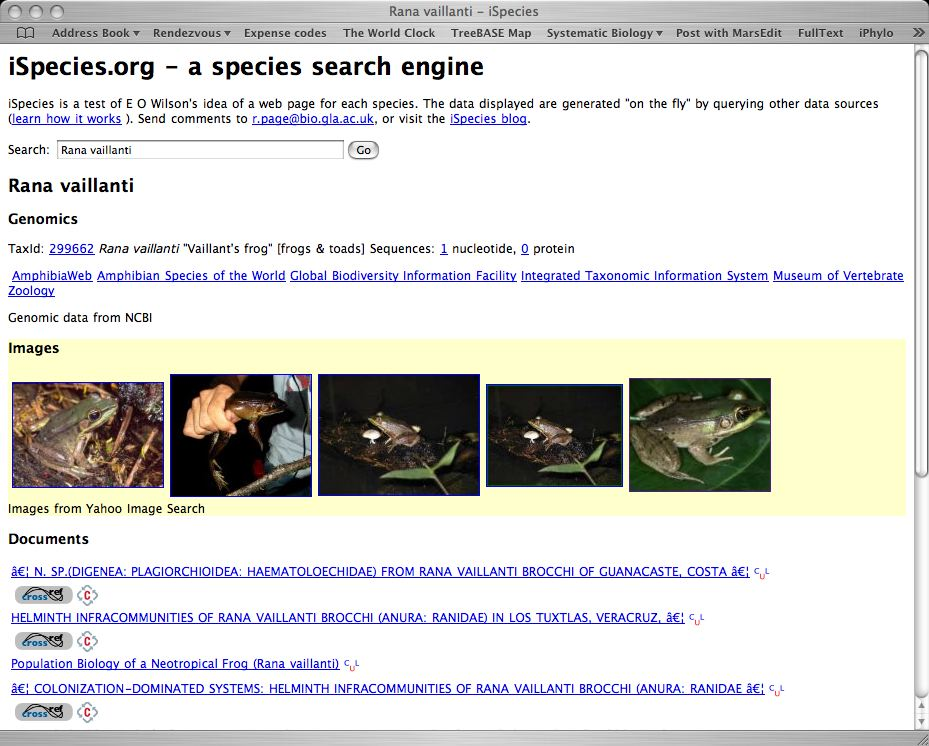 Rana vaillanti – iSpecies
Address Book ▾ Rendezvous ▾ Expense codes The World Clock TreeBASE Map Systematic Biology ▾ Post with MarsEdit FullText iPhylo »
iSpecies.org – a species search engine
iSpecies is a test of E O Wilson's idea of a web page for each species. The data displayed are generated "on the fly" by querying other data sources
(learn how it works ). Send comments to r.page@bio.gla.ac.uk, or visit the iSpecies blog.
Search: Rana vaillanti Go
Rana vaillanti
Genomics
TaxId: 299662 Rana vaillanti "Vaillant's frog" [frogs & toads] Sequences: 1 nucleotide, 0 protein
AmphibiaWeb Amphibian Species of the World Global Biodiversity Information Facility Integrated Taxonomic Information System Museum of Vertebrate
Zoology
Genomic data from NCBI
Images
Images from Yahoo Image Search
Documents
â€¦ N. SP.(DIGENEA: PLAGIORCHIOIDEA: HAEMATOLOECHIDAE) FROM RANA VAILLANTI BROCCHI OF GUANACASTE, COSTA â€¦ CUL
crossref C
HELMINTH INFRACOMMUNITIES OF RANA VAILLANTI BROCCHI (ANURA: RANIDAE) IN LOS TUXTLAS, VERACRUZ, â€¦ CUL
crossref C
Population Biology of a Neotropical Frog (Rana vaillanti) CUL
â€¦ COLONIZATION-DOMINATED SYSTEMS: HELMINTH INFRACOMMUNITIES OF RANA VAILLANTI BROCCHI (ANURA: RANIDAE â€¦ CUL
crossref C